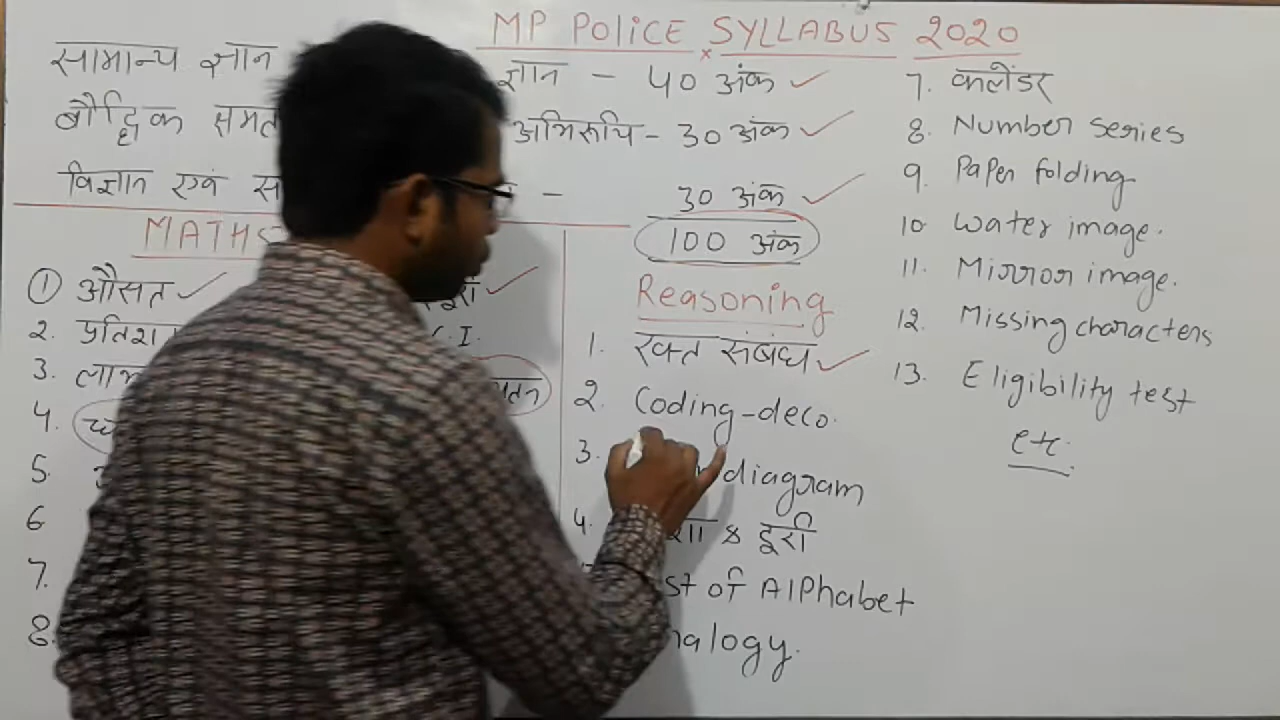 MP POLICE SYLLABUS 2020
सामान्य ज्ञान ज्ञान - 40 अंक ✓
बौद्धिक समत अभिरूचि - 30 अंक ✓
विज्ञान एवं स - 30 अंक ✓
100 अंक
MATHS
① औसत ✓
2. प्रतिश
3. लाभ
4.
5.
6
7.
8.
दूरी ✓
.I.
Reasoning
1. रक्त संबंध ✓
2. Coding-deco.
3. diagram
4. शा & दूरी
st of Alphabet
nalogy.
7. कलेंडर
8. Number series
9. Paper folding
10 Water image.
11. Mirror image.
12. Missing characters
13. Eligibility test
etc.